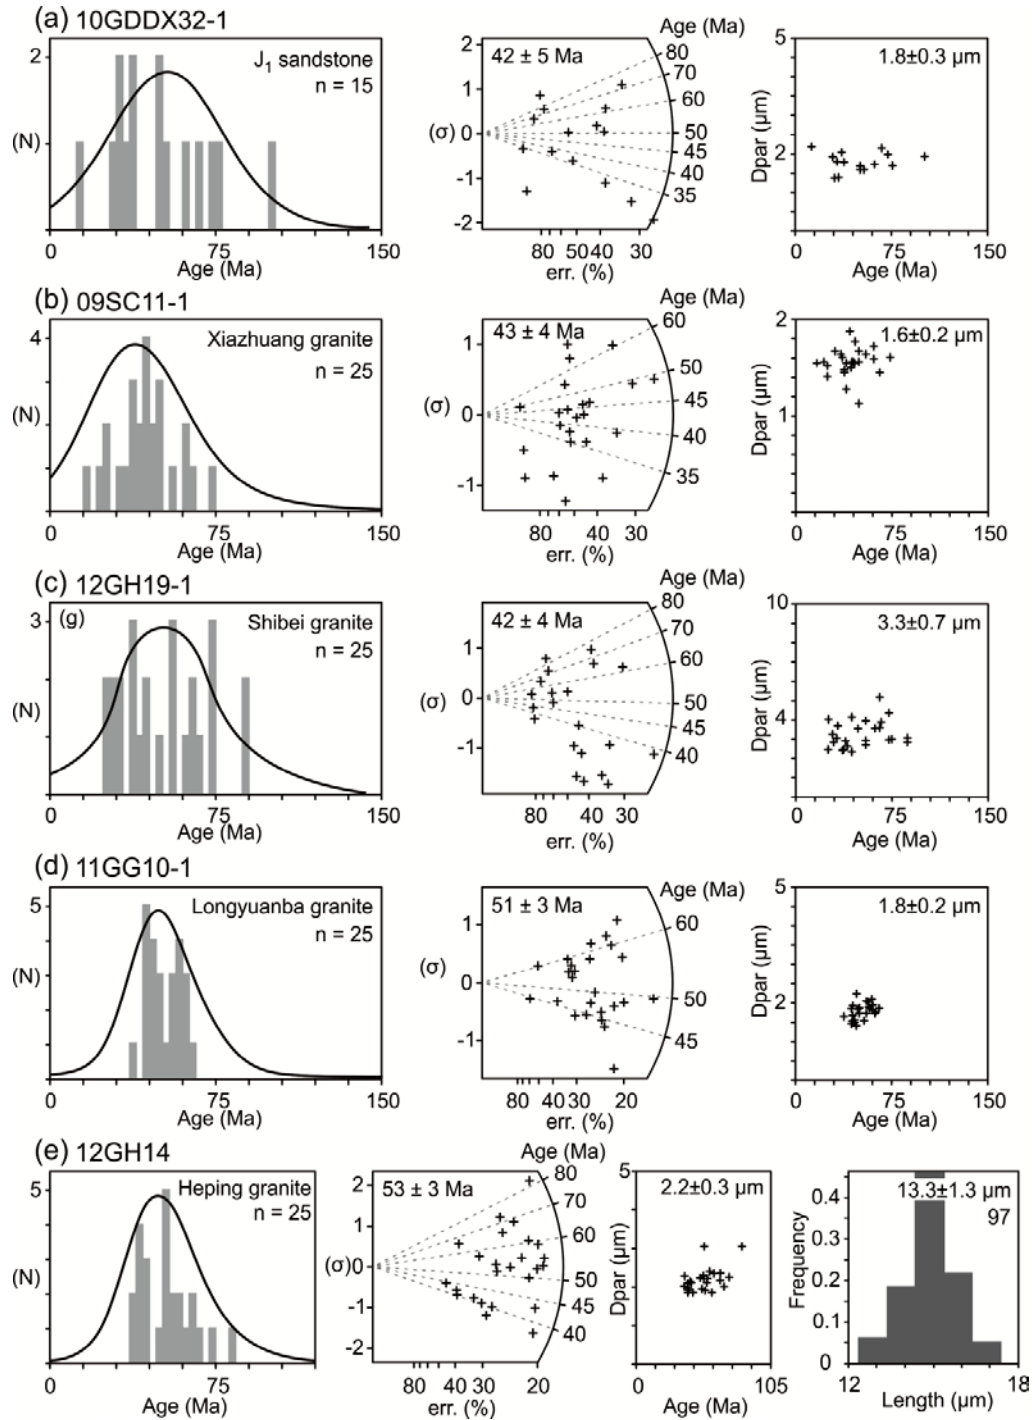 (a) 10GDDX32-1
2
J1 sandstone
n = 15
(N)
0 75 150
Age (Ma)
42 ± 5 Ma
Age (Ma)
2
1
(σ) 0
-1
-2
80
70
60
50
45
40
35
80 50 40 30
err. (%)
5
1.8±0.3 µm
Dpar (µm)
2
0 75 150
Age (Ma)
(b) 09SC11-1
4
Xiazhuang granite
n = 25
(N)
0 75 150
Age (Ma)
43 ± 4 Ma
Age (Ma)
1
(σ) 0
-1
60
50
45
40
35
80 40 30
err. (%)
2
1.6±0.2 µm
Dpar (µm)
1
0 75 150
Age (Ma)
(c) 12GH19-1
(g)
3
Shibei granite
n = 25
(N)
0 75 150
Age (Ma)
42 ± 4 Ma
Age (Ma)
1
(σ) 0
-1
80
70
60
50
45
40
80 40 30
err. (%)
10
3.3±0.7 µm
Dpar (µm)
4
0 75 150
Age (Ma)
(d) 11GG10-1
5
Longyuanba granite
n = 25
(N)
0 75 150
Age (Ma)
51 ± 3 Ma
Age (Ma)
1
(σ) 0
-1
60
50
45
80 40 30 20
err. (%)
5
1.8±0.2 µm
Dpar (µm)
2
0 75 150
Age (Ma)
(e) 12GH14
5
Heping granite
n = 25
(N)
0 75
Age (Ma)
53 ± 3 Ma
Age (Ma)
2
1
(σ)0
-1
-2
80
70
60
50
45
40
80 40 30 20
err. (%)
5
2.2±0.3 µm
Dpar (µm)
2
0 105
Age (Ma)
13.3±1.3 µm
97
Frequency
0.4
0.2
0.1
0
12 18
Length (µm)